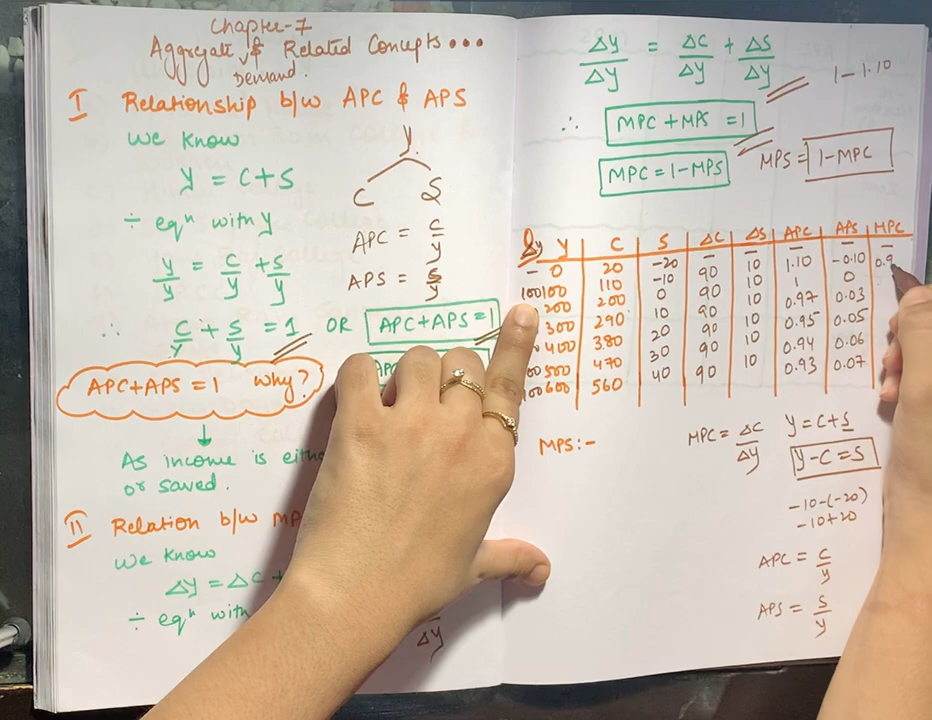 Chapter-7
Aggregate & Related Concepts...
Demand.
I Relationship b/w APC & APS
We Know
Y = C+S
÷ eqⁿ with y
y/y = c/y + s/y
∴ c/y + s/y = 1 OR APC+APS=1
Y
C S
APC = c/y
APS = s/y
APC+APS=1 Why?
As income is
or saved.
II Relation b/w
We Know
ΔY = ΔC
÷ eqⁿ with
Δy
ΔY/ΔY = ΔC/ΔY + ΔS/ΔY
1-1.10
∴ MPC+MPS=1
MPC=1-MPS
MPS= 1-MPC
Δy Y C S ΔC ΔS APC APS MPC
- 0 20 -20 - - - - -
100 100 110 -10 90 10 1.10 -0.10 0.9
200 200 0 90 10 1 0
300 290 10 90 10 0.97 0.03
400 380 20 90 10 0.95 0.05
500 470 30 90 10 0.94 0.06
100 600 560 40 90 10 0.93 0.07
MPS:-
MPC= ΔC/ΔY
y=C+S
y-C=S
-10-(-20)
-10+20
APC = c/y
APS = s/y